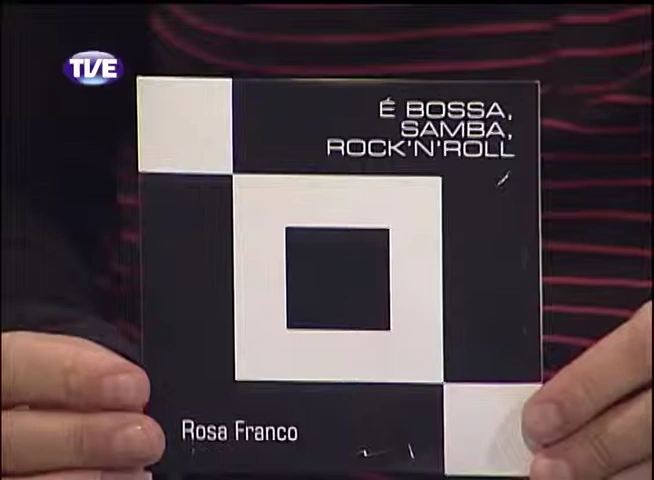 TVE
É BOSSA,
SAMBA,
ROCK'N'ROLL
Rosa Franco